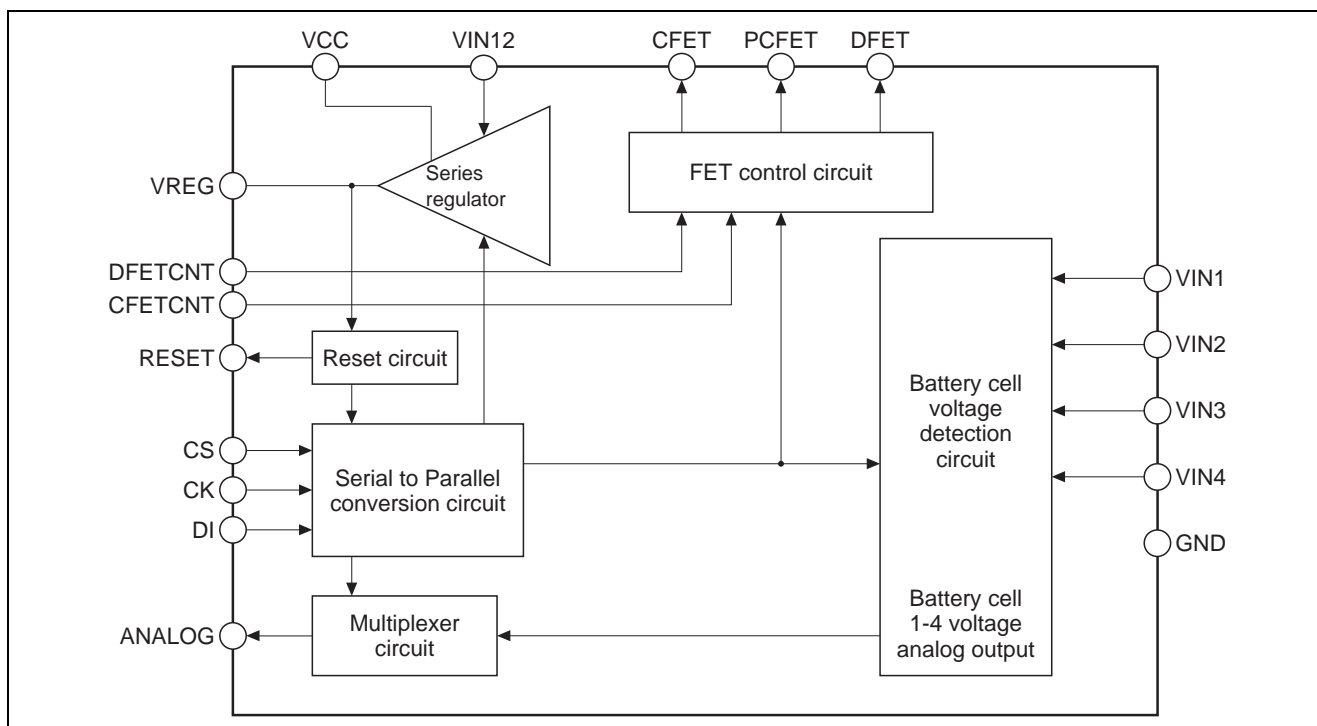 VCC
VIN12
CFET
PCFET
DFET
Series
regulator
FET control circuit
VREG
DFETCNT
CFETCNT
RESET
Reset circuit
CS
CK
DI
Serial to Parallel
conversion circuit
ANALOG
Multiplexer
circuit
Battery cell
voltage
detection
circuit
Battery cell
1-4 voltage
analog output
VIN1
VIN2
VIN3
VIN4
GND